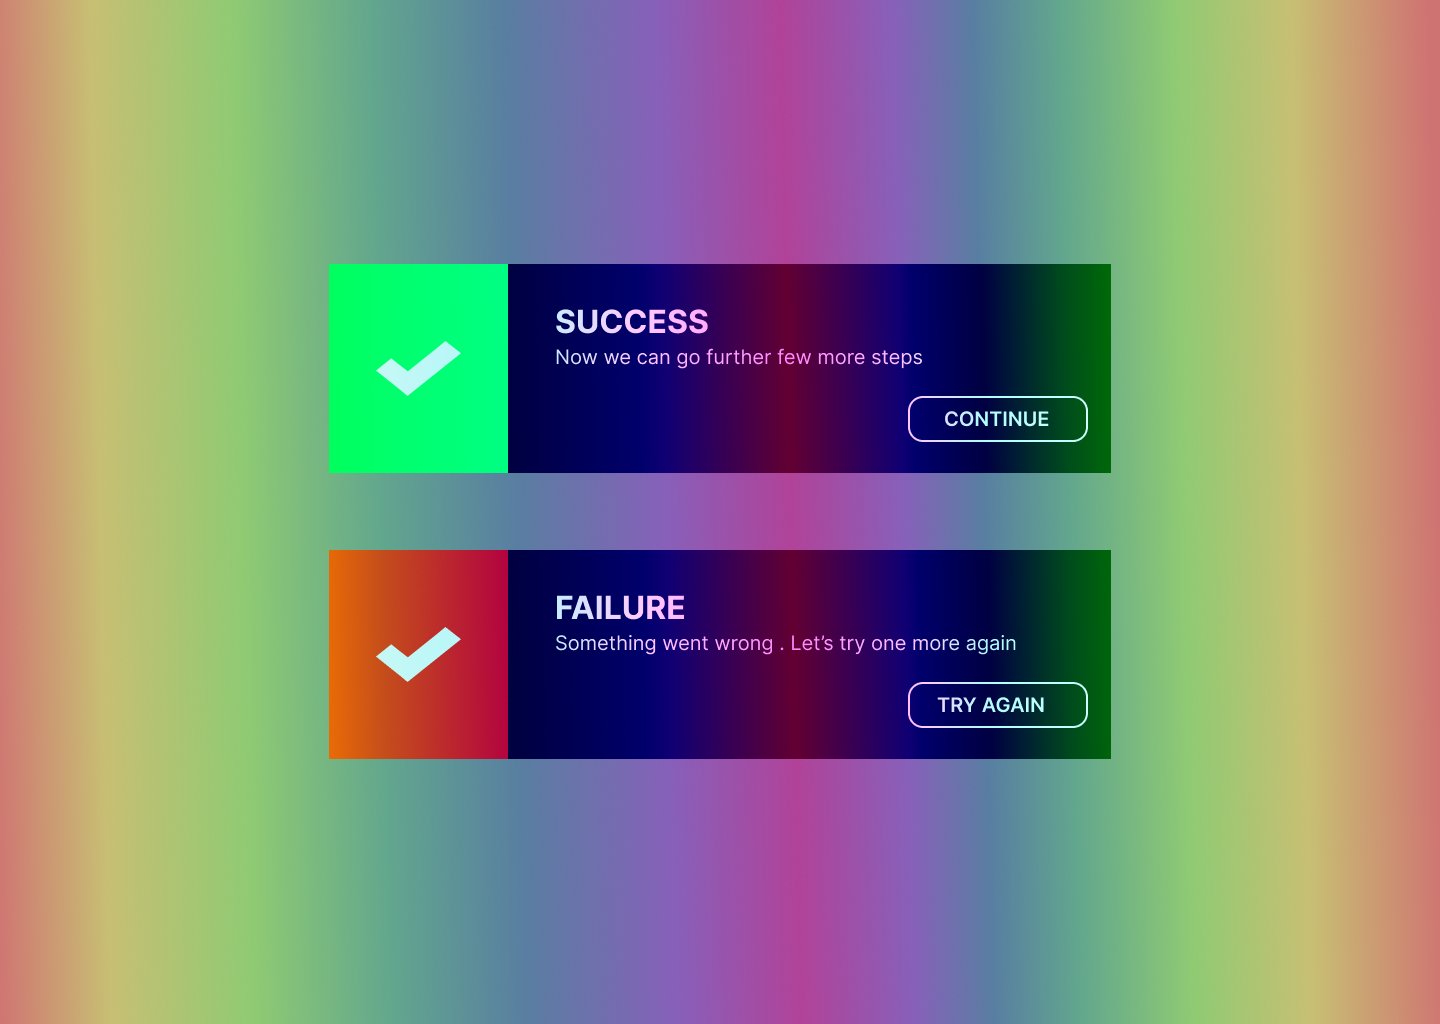 SUCCESS
Now we can go further few more steps
CONTINUE
FAILURE
Something went wrong . Let’s try one more again
TRY AGAIN